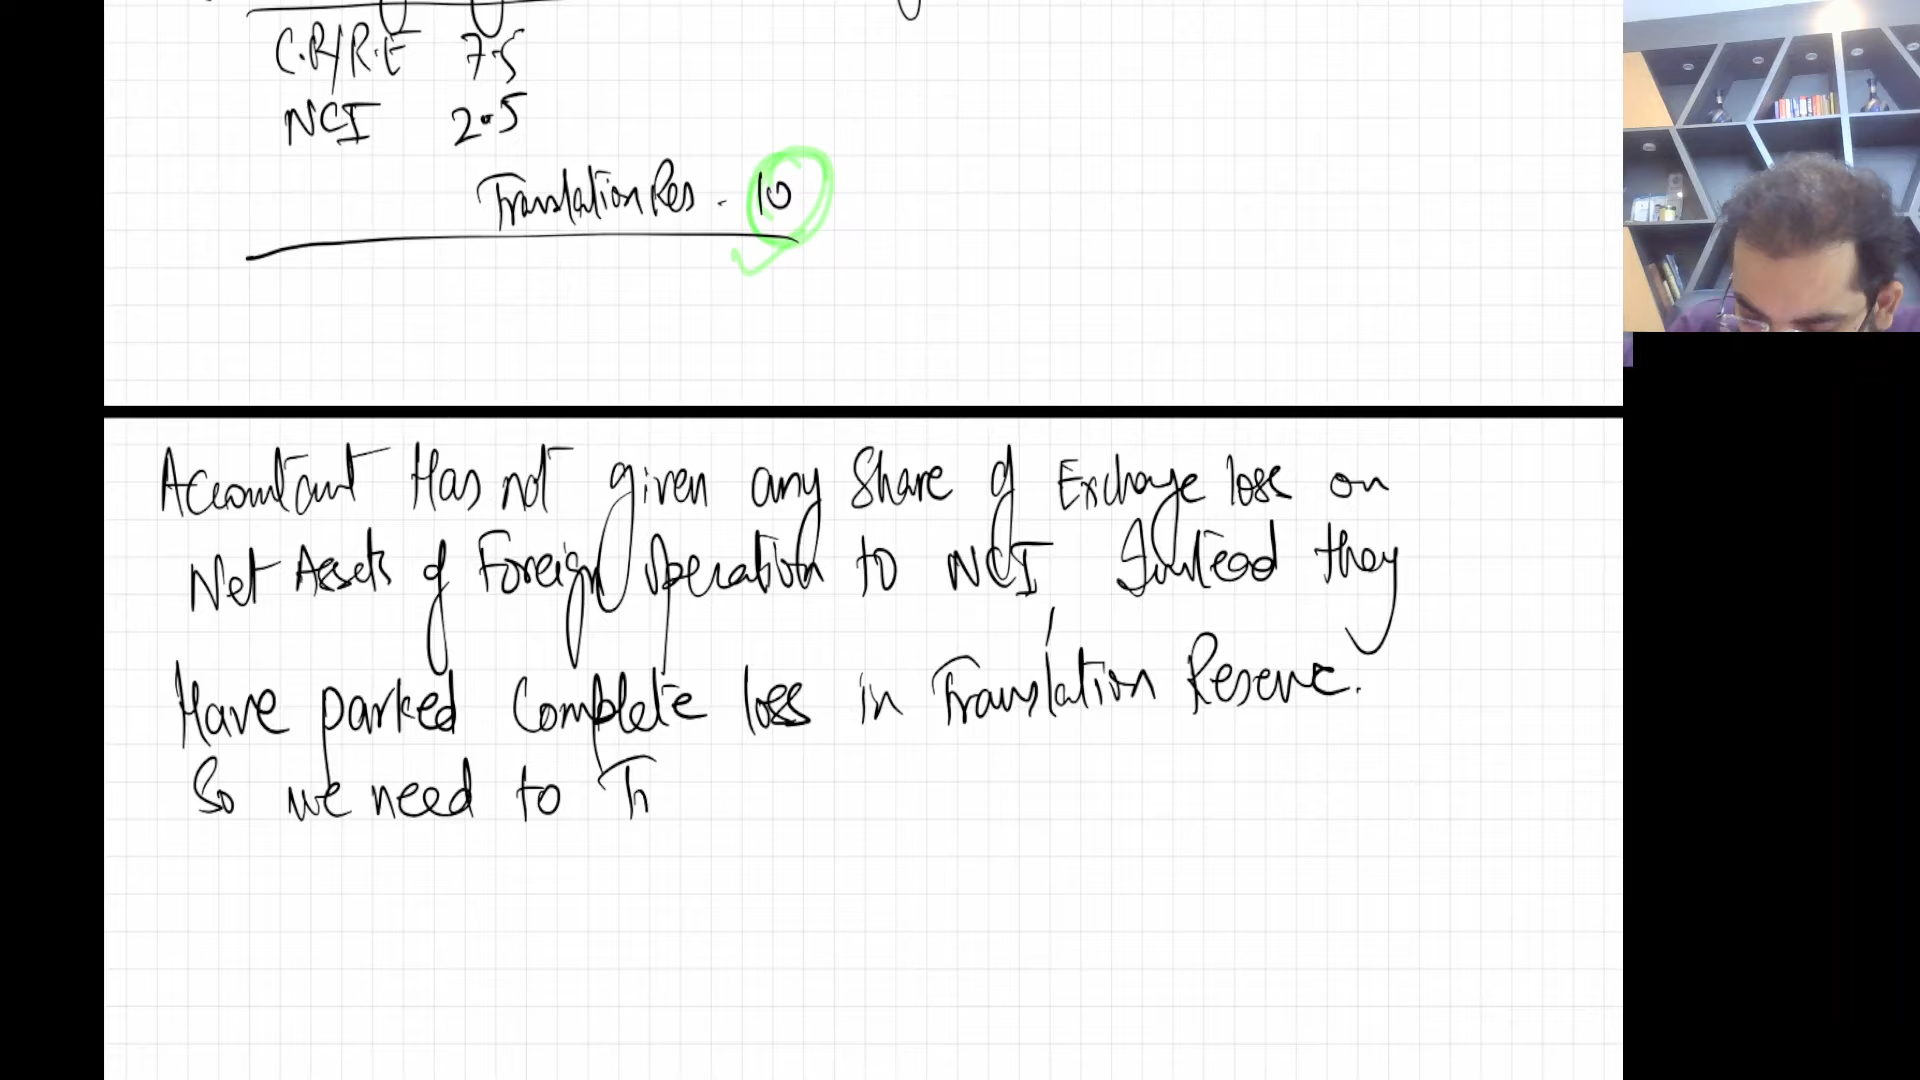 C.P/R.E 7.5
NCI 2.5
Translation Res. 10
Accountant Has not given any Share of Exchange loss on
Net Assets of Foreign Operation to NCI, Instead they
Have parked Complete loss in Translation Reserve.
So we need to Tr